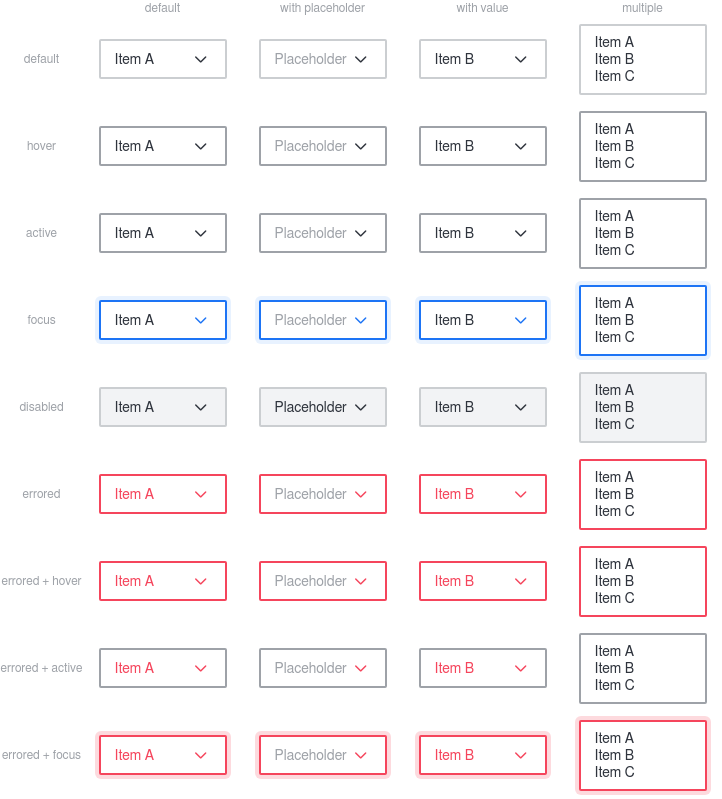 default with placeholder with value multiple
default Item A Placeholder Item B Item A
Item B
Item C
hover Item A Placeholder Item B Item A
Item B
Item C
active Item A Placeholder Item B Item A
Item B
Item C
focus Item A Placeholder Item B Item A
Item B
Item C
disabled Item A Placeholder Item B Item A
Item B
Item C
errored Item A Placeholder Item B Item A
Item B
Item C
errored + hover Item A Placeholder Item B Item A
Item B
Item C
errored + active Item A Placeholder Item B Item A
Item B
Item C
errored + focus Item A Placeholder Item B Item A
Item B
Item C